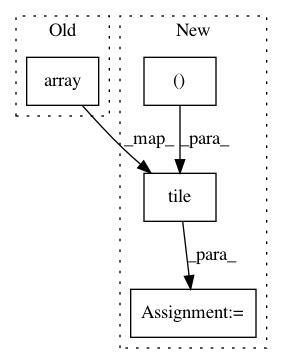 Old
New
array
()
_map_
_para_
tile
_para_
Assignment:=